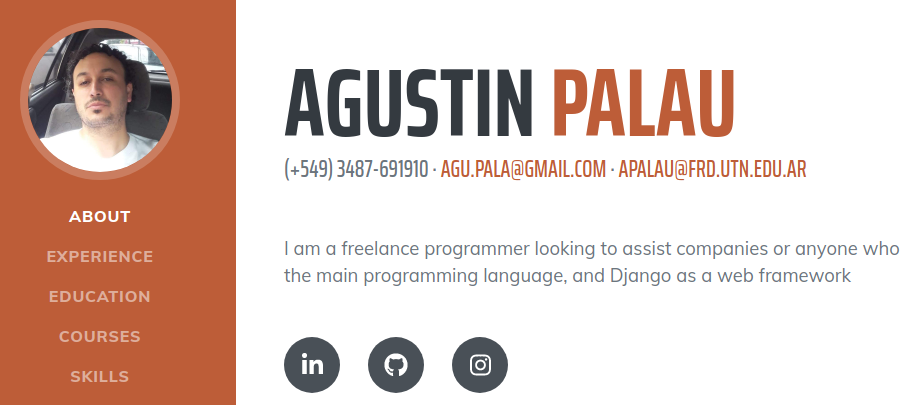 ABOUT
EXPERIENCE
EDUCATION
COURSES
SKILLS
AGUSTIN PALAU
(+549) 3487-691910 · AGU.PALA@GMAIL.COM · APALAU@FRD.UTN.EDU.AR
I am a freelance programmer looking to assist companies or anyone who
the main programming language, and Django as a web framework
in